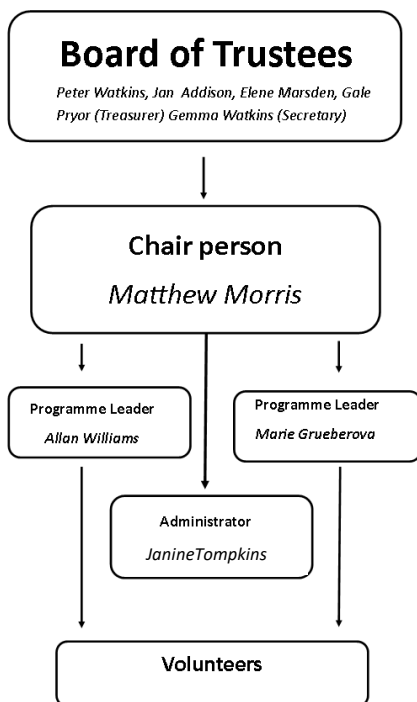 Board of Trustees
Peter Watkins, Jan Addison, Elene Marsden, Gale
Pryor (Treasurer) Gemma Watkins (Secretary)
Chair person
Matthew Morris
Programme Leader
Allan Williams
Programme Leader
Marie Grueberova
Administrator
JanineTompkins
Volunteers